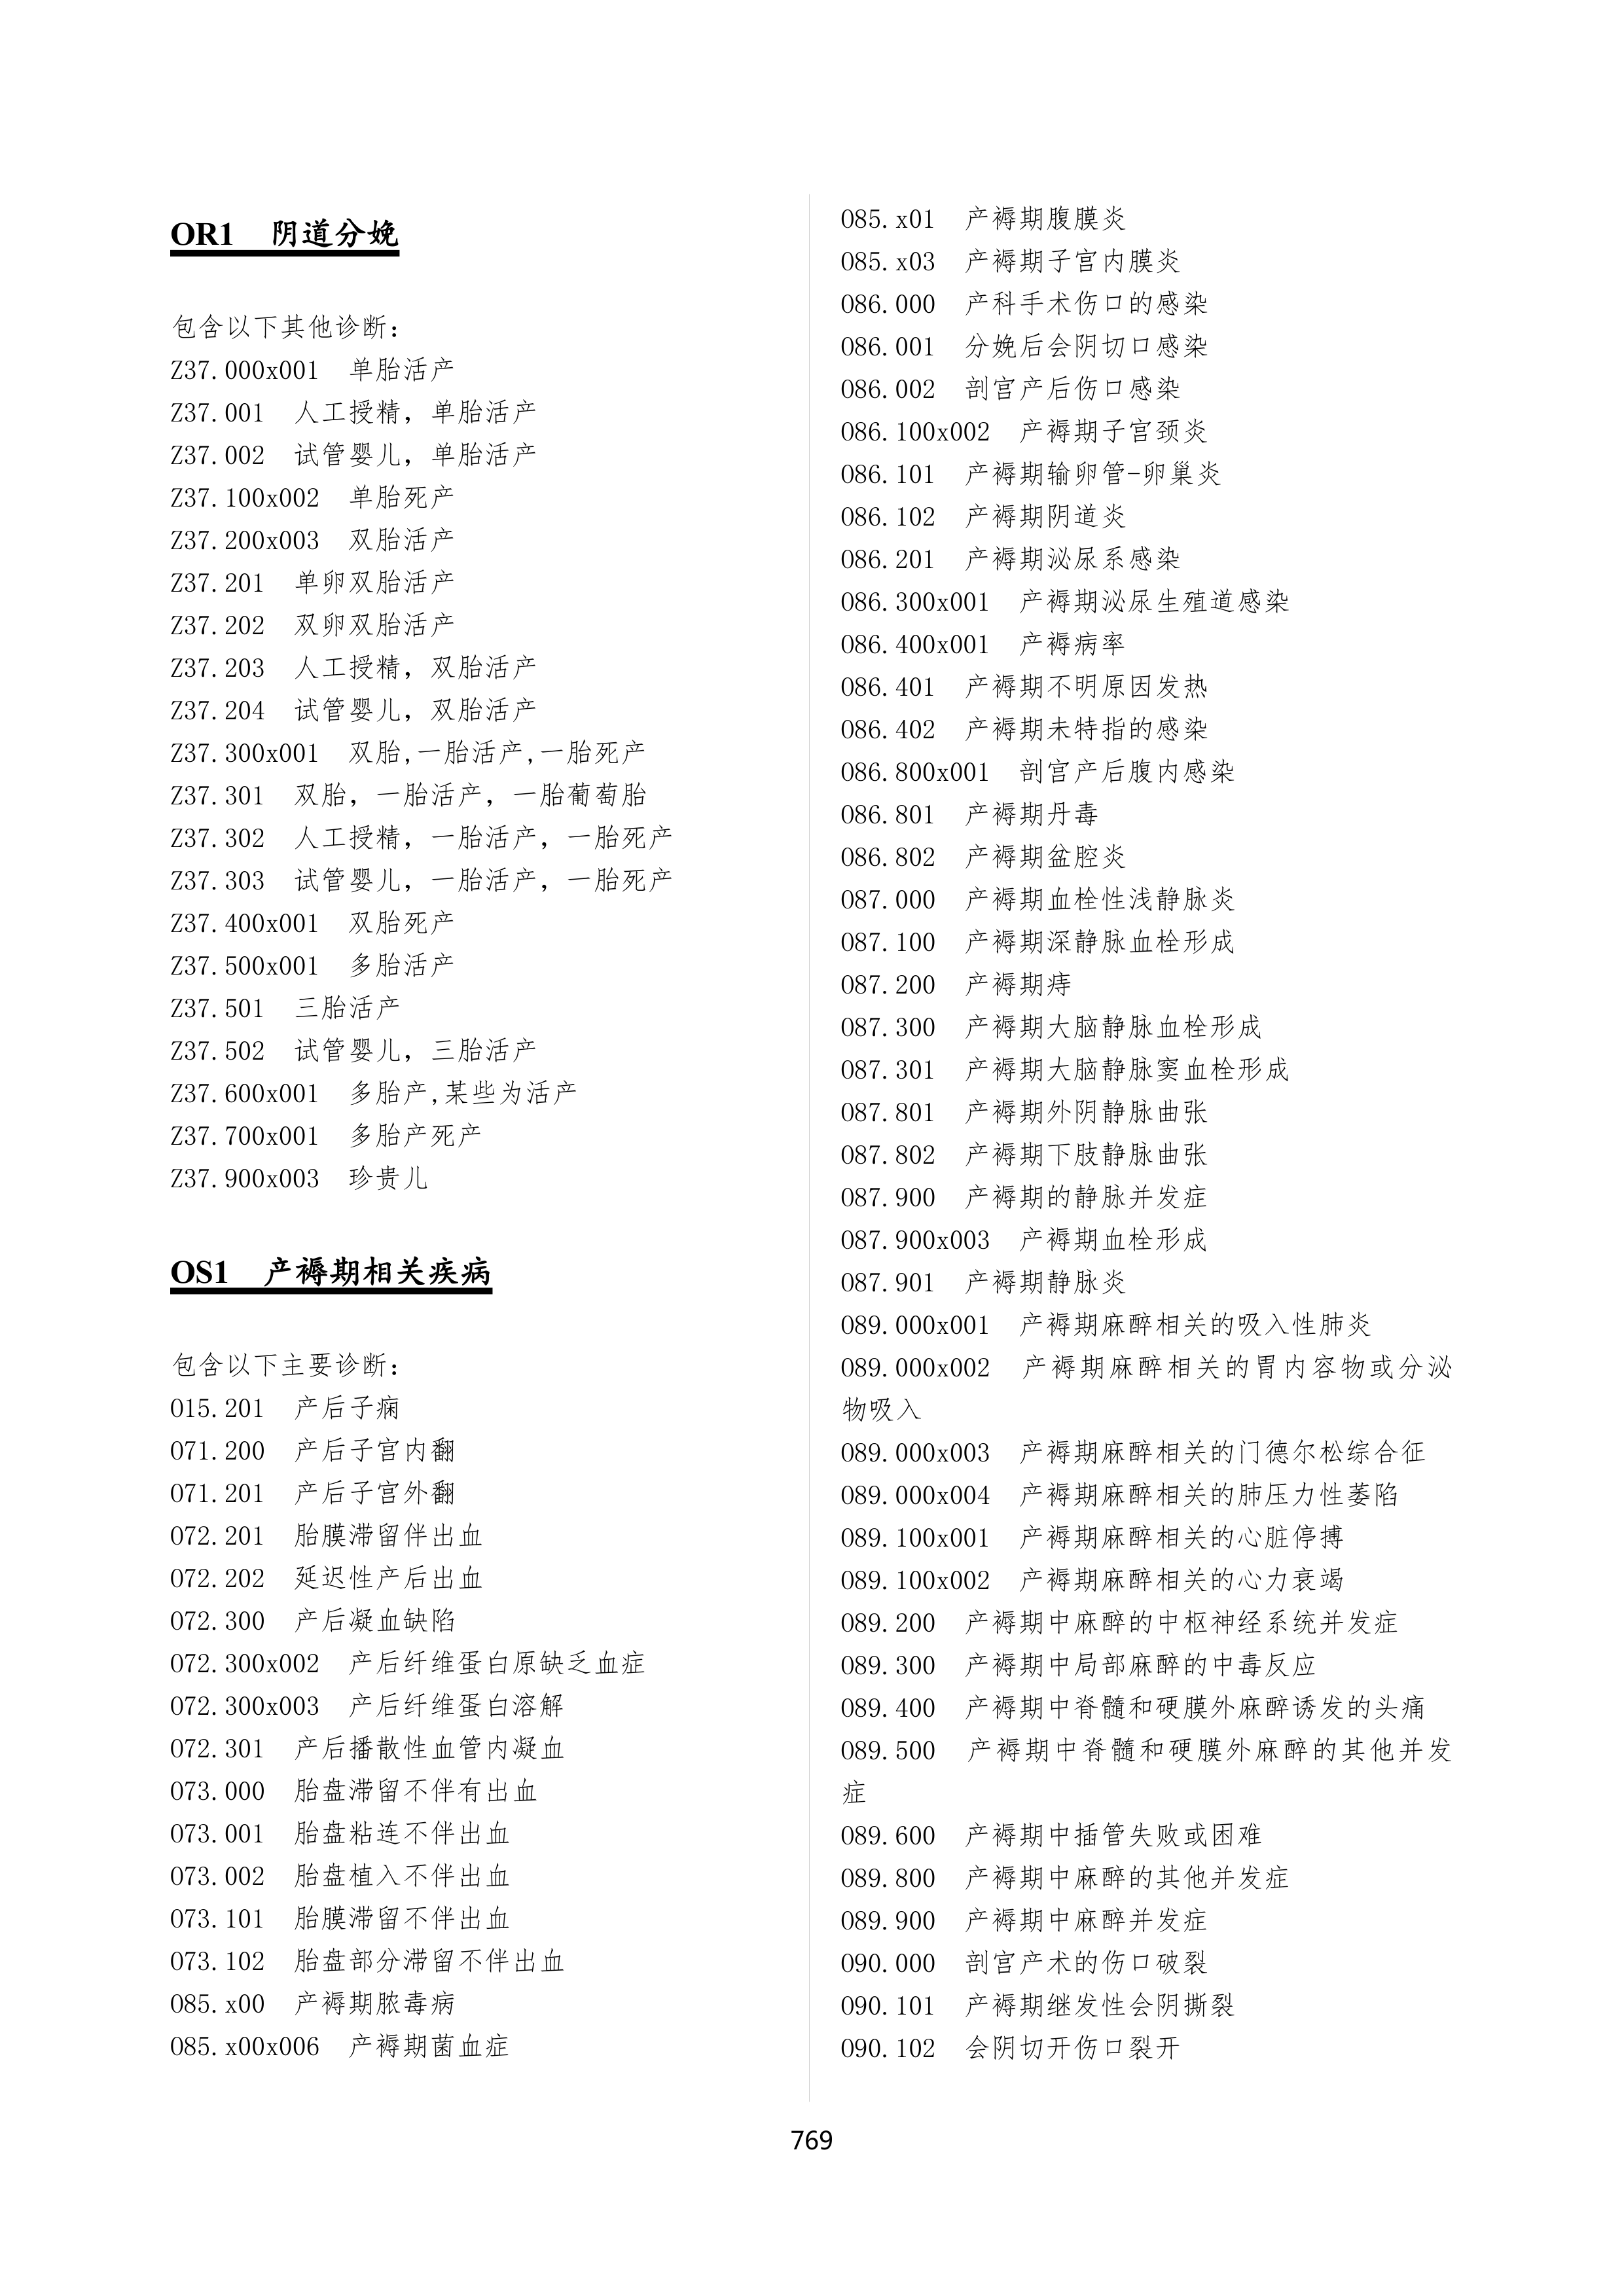 OR1　阴道分娩
包含以下其他诊断：
Z37.000x001　单胎活产
Z37.001　人工授精，单胎活产
Z37.002　试管婴儿，单胎活产
Z37.100x002　单胎死产
Z37.200x003　双胎活产
Z37.201　单卵双胎活产
Z37.202　双卵双胎活产
Z37.203　人工授精，双胎活产
Z37.204　试管婴儿，双胎活产
Z37.300x001　双胎,一胎活产,一胎死产
Z37.301　双胎，一胎活产，一胎葡萄胎
Z37.302　人工授精，一胎活产，一胎死产
Z37.303　试管婴儿，一胎活产，一胎死产
Z37.400x001　双胎死产
Z37.500x001　多胎活产
Z37.501　三胎活产
Z37.502　试管婴儿，三胎活产
Z37.600x001　多胎产,某些为活产
Z37.700x001　多胎产死产
Z37.900x003　珍贵儿
OS1　产褥期相关疾病
包含以下主要诊断：
O15.201　产后子痫
O71.200　产后子宫内翻
O71.201　产后子宫外翻
O72.201　胎膜滞留伴出血
O72.202　延迟性产后出血
O72.300　产后凝血缺陷
O72.300x002　产后纤维蛋白原缺乏血症
O72.300x003　产后纤维蛋白溶解
O72.301　产后播散性血管内凝血
O73.000　胎盘滞留不伴有出血
O73.001　胎盘粘连不伴出血
O73.002　胎盘植入不伴出血
O73.101　胎膜滞留不伴出血
O73.102　胎盘部分滞留不伴出血
O85.x00　产褥期脓毒病
O85.x00x006　产褥期菌血症
O85.x01　产褥期腹膜炎
O85.x03　产褥期子宫内膜炎
O86.000　产科手术伤口的感染
O86.001　分娩后会阴切口感染
O86.002　剖宫产后伤口感染
O86.100x002　产褥期子宫颈炎
O86.101　产褥期输卵管-卵巢炎
O86.102　产褥期阴道炎
O86.201　产褥期泌尿系感染
O86.300x001　产褥期泌尿生殖道感染
O86.400x001　产褥病率
O86.401　产褥期不明原因发热
O86.402　产褥期未特指的感染
O86.800x001　剖宫产后腹内感染
O86.801　产褥期丹毒
O86.802　产褥期盆腔炎
O87.000　产褥期血栓性浅静脉炎
O87.100　产褥期深静脉血栓形成
O87.200　产褥期痔
O87.300　产褥期大脑静脉血栓形成
O87.301　产褥期大脑静脉窦血栓形成
O87.801　产褥期外阴静脉曲张
O87.802　产褥期下肢静脉曲张
O87.900　产褥期的静脉并发症
O87.900x003　产褥期血栓形成
O87.901　产褥期静脉炎
O89.000x001　产褥期麻醉相关的吸入性肺炎
O89.000x002　产褥期麻醉相关的胃内容物或分泌
物吸入
O89.000x003　产褥期麻醉相关的门德尔松综合征
O89.000x004　产褥期麻醉相关的肺压力性萎陷
O89.100x001　产褥期麻醉相关的心脏停搏
O89.100x002　产褥期麻醉相关的心力衰竭
O89.200　产褥期中麻醉的中枢神经系统并发症
O89.300　产褥期中局部麻醉的中毒反应
O89.400　产褥期中脊髓和硬膜外麻醉诱发的头痛
O89.500　产褥期中脊髓和硬膜外麻醉的其他并发
症
O89.600　产褥期中插管失败或困难
O89.800　产褥期中麻醉的其他并发症
O89.900　产褥期中麻醉并发症
O90.000　剖宫产术的伤口破裂
O90.101　产褥期继发性会阴撕裂
O90.102　会阴切开伤口裂开
769